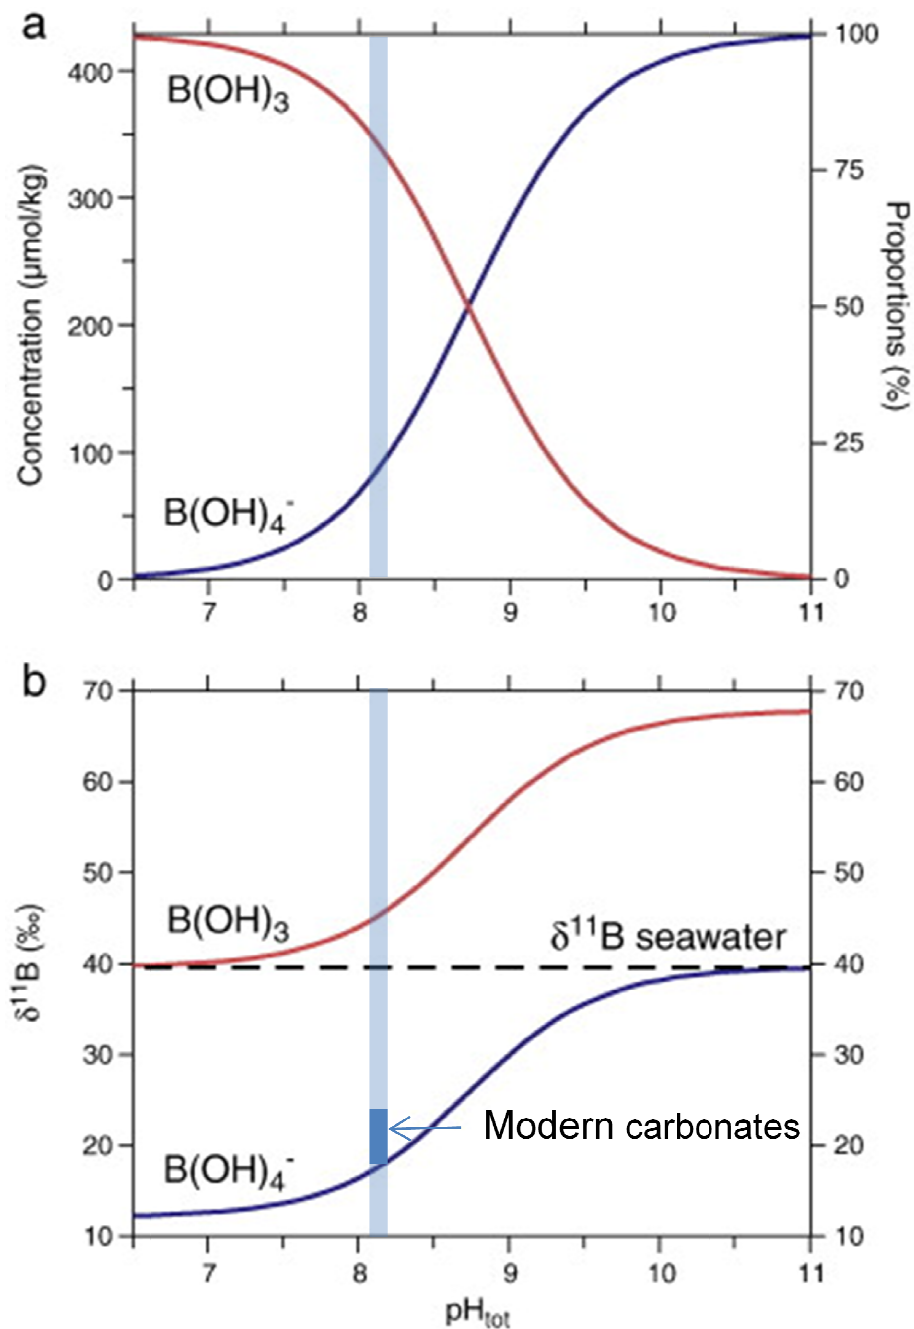 a
B(OH)₃
B(OH)₄⁻
Concentration (μmol/kg)
400
300
200
100
0
Proportions (%)
100
75
50
25
0
7 8 9 10 11
b
70
60
50
40
30
20
10
δ¹¹B (‰)
B(OH)₃
δ¹¹B seawater
Modern carbonates
B(OH)₄⁻
70
60
50
40
30
20
10
7 8 9 10 11
pHₜₒₜ